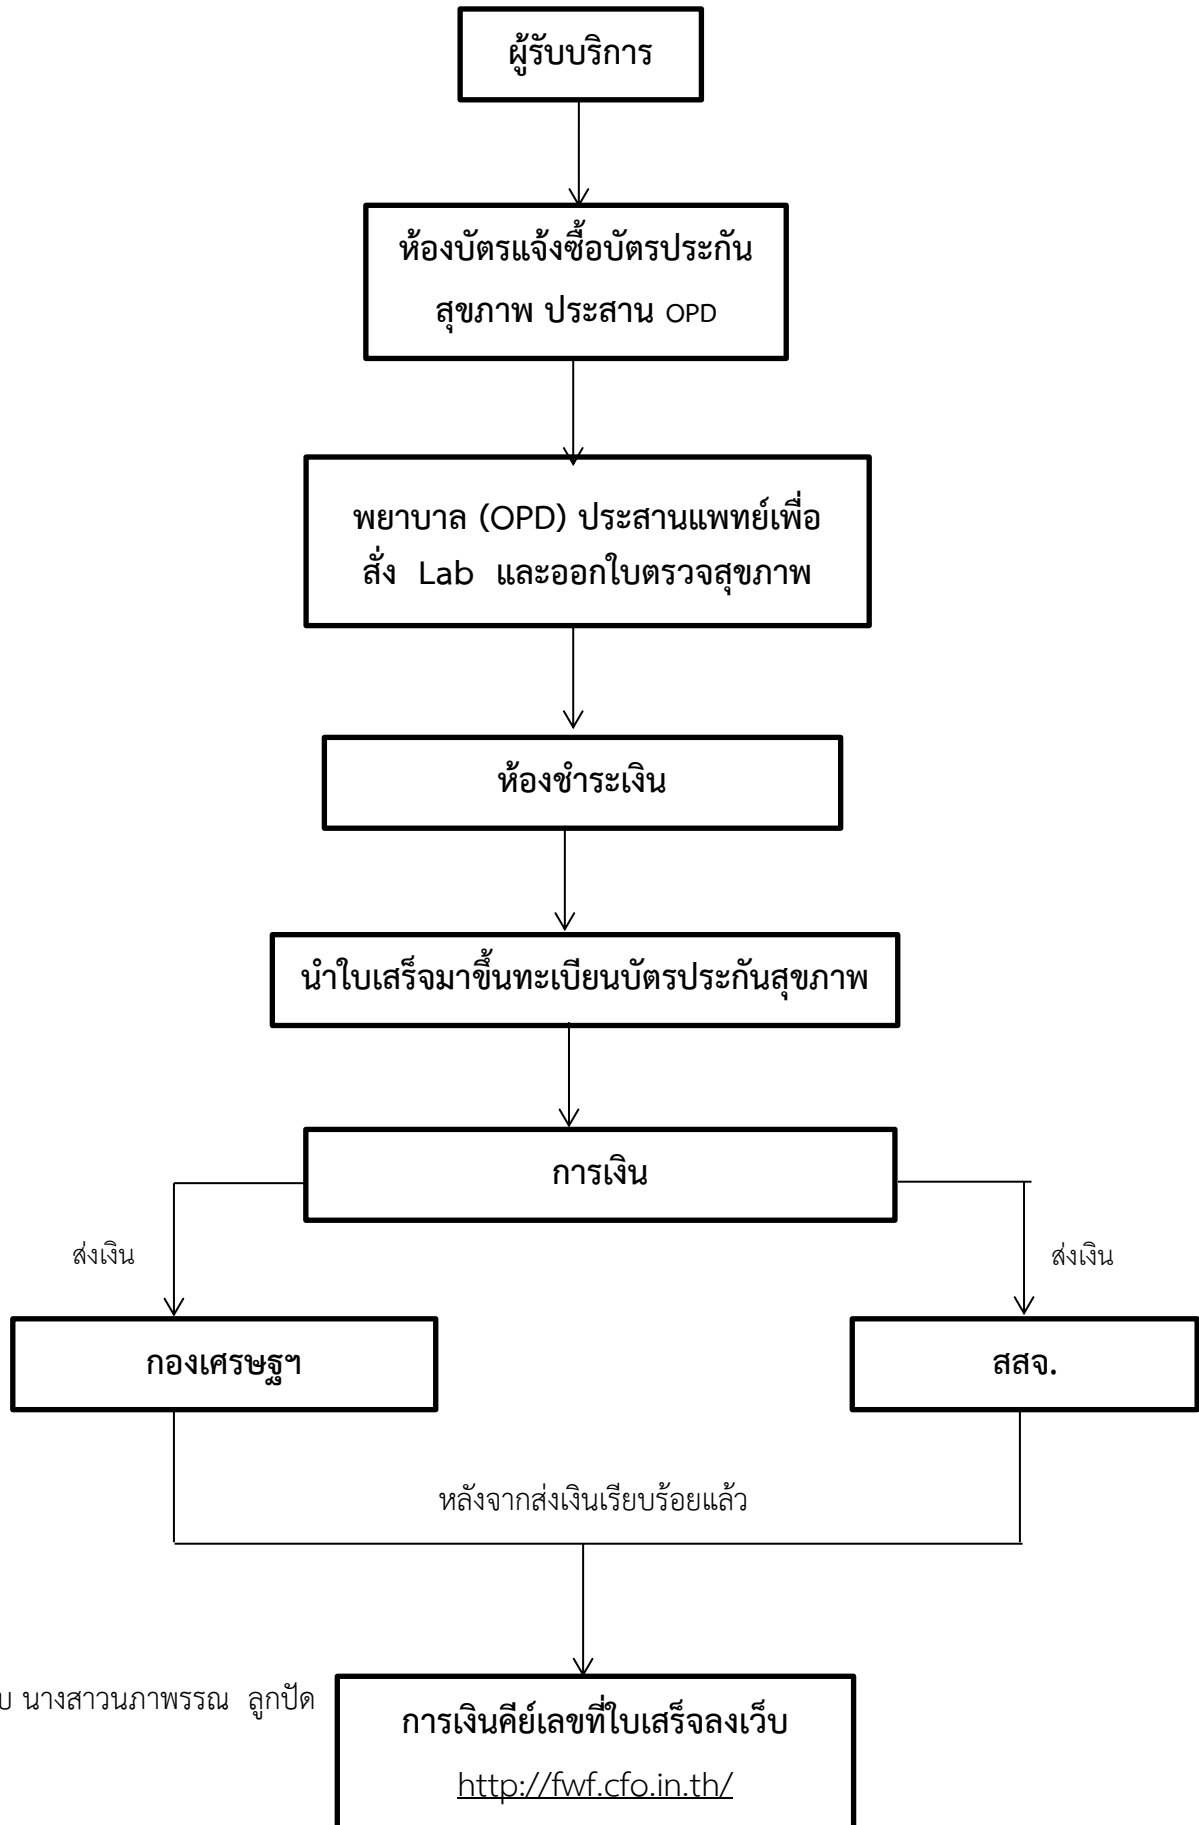 ผู้รับบริการ
ห้องบัตรแจ้งซื้อบัตรประกัน
สุขภาพ ประสาน OPD
พยาบาล (OPD) ประสานแพทย์เพื่อ
สั่ง Lab และออกใบตรวจสุขภาพ
ห้องชำระเงิน
นำใบเสร็จมาขึ้นทะเบียนบัตรประกันสุขภาพ
การเงิน
ส่งเงิน
ส่งเงิน
กองเศรษฐฯ
สสจ.
หลังจากส่งเงินเรียบร้อยแล้ว
นางสาวนภาพรรณ ลูกปัด
การเงินคีย์เลขที่ใบเสร็จลงเว็บ
http://fwf.cfo.in.th/